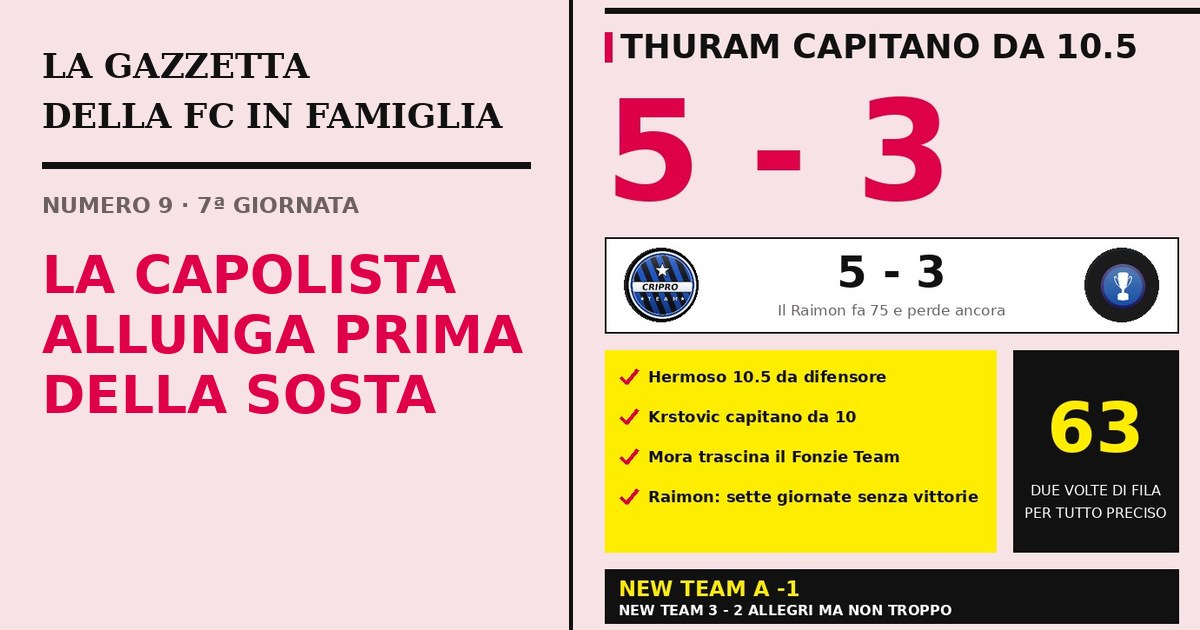 LA GAZZETTA
DELLA FC IN FAMIGLIA
NUMERO 9 · 7ª GIORNATA
LA CAPOLISTA
ALLUNGA PRIMA
DELLA SOSTA
THURAM CAPITANO DA 10.5
5 - 3
CRIPRO
TEAM
5 - 3
Il Raimon fa 75 e perde ancora
Hermoso 10.5 da difensore
Krstovic capitano da 10
Mora trascina il Fonzie Team
Raimon: sette giornate senza vittorie
63
DUE VOLTE DI FILA
PER TUTTO PRECISO
NEW TEAM A -1
NEW TEAM 3 - 2 ALLEGRI MA NON TROPPO